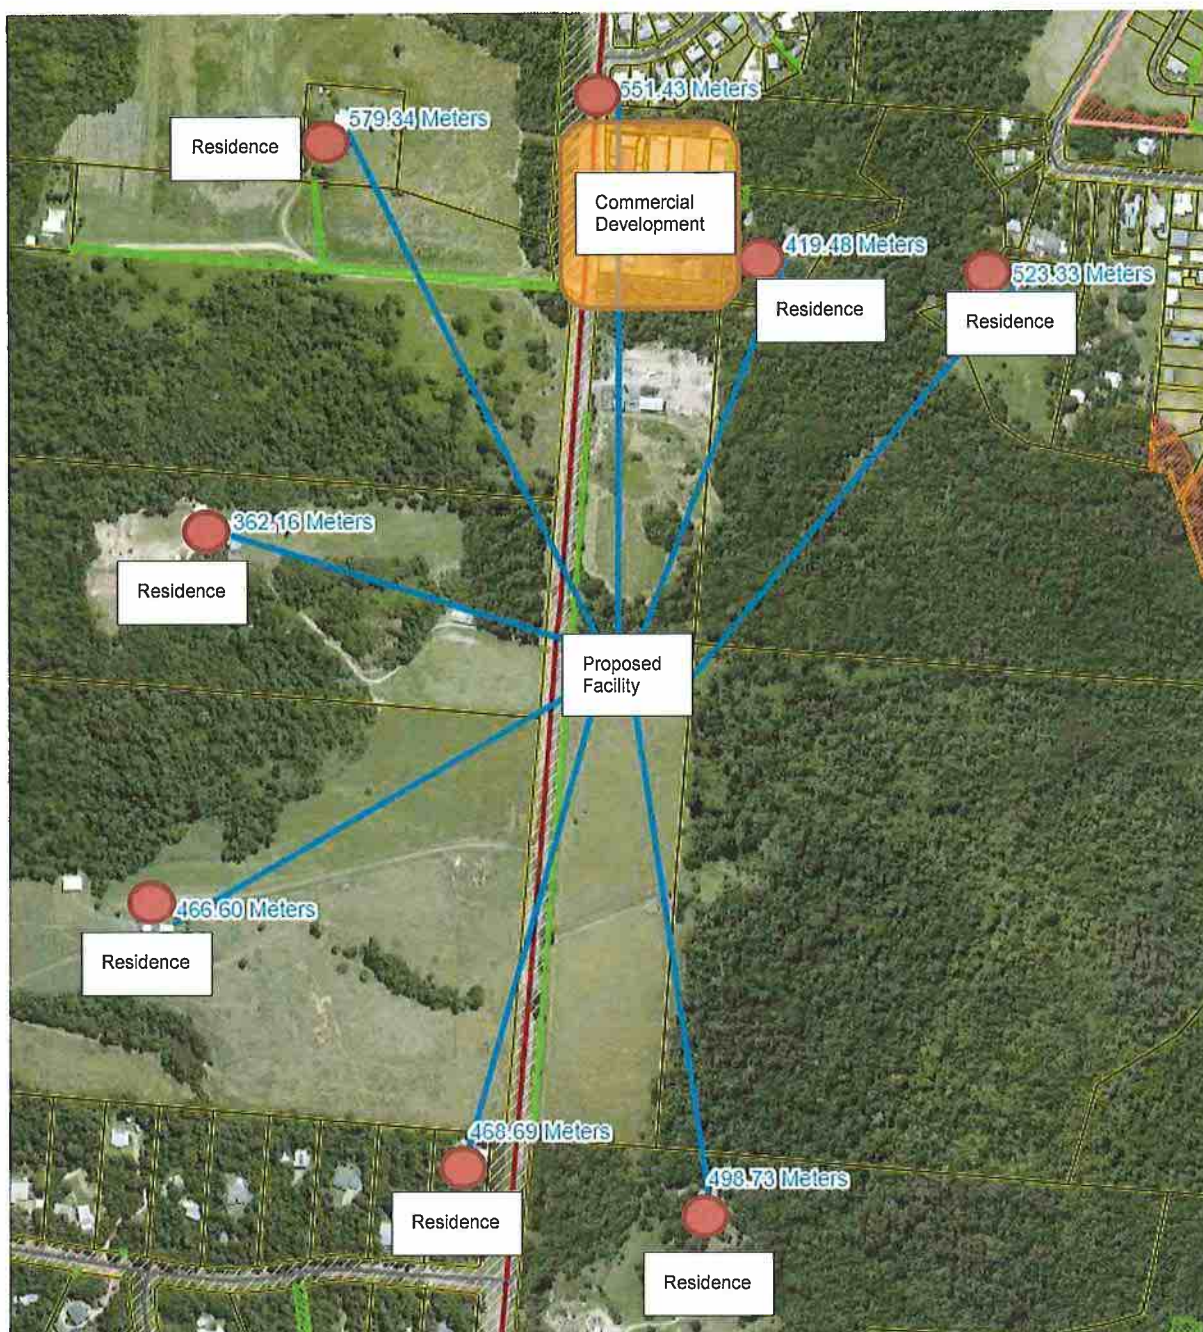 551.43 Meters
579.34 Meters
Residence
Commercial
Development
419.48 Meters
523.33 Meters
Residence
Residence
362.16 Meters
Residence
Proposed
Facility
466.60 Meters
Residence
468.69 Meters
498.73 Meters
Residence
Residence